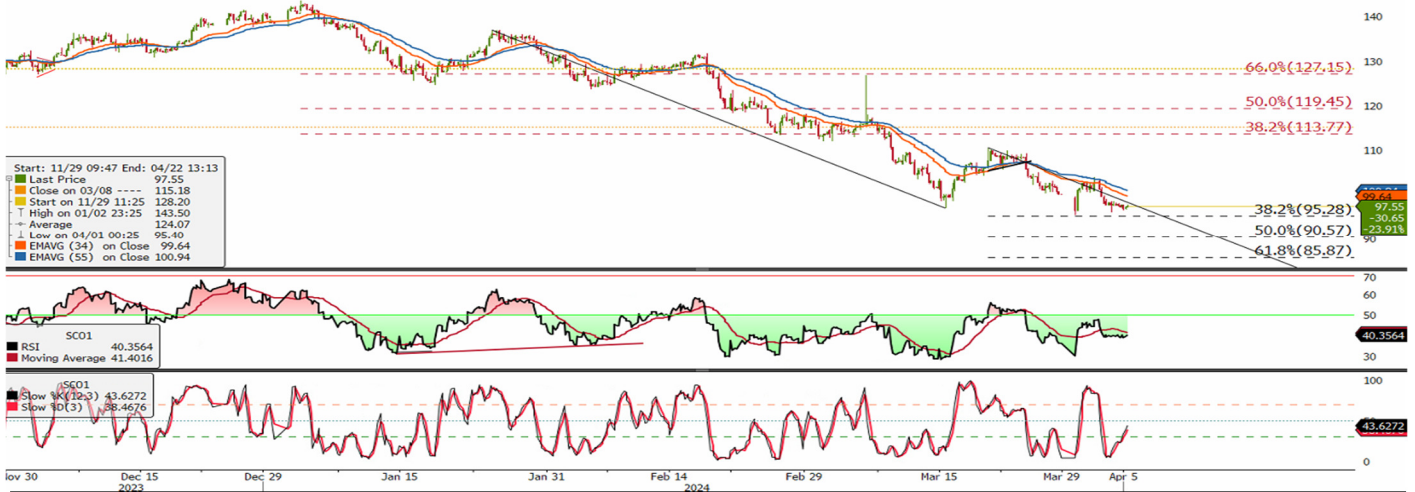 140
130
66.0%(127.15)
120
50.0%(119.45)
38.2%(113.77)
110
Start: 11/29 09:47 End: 04/22 13:13
Last Price 97.55
Close on 03/08 ---- 115.18
Start on 11/29 11:25 128.20
High on 01/02 23:25 143.50
Average 124.07
Low on 04/01 00:25 95.40
EMAVG (34) on Close 99.64
EMAVG (55) on Close 100.94
99.64
97.55
-30.65
-23.91%
38.2%(95.28)
50.0%(90.57)
90
61.8%(85.87)
70
60
50
SCO1
RSI 40.3564
Moving Average 41.4016
40.3564
30
SCO1
Slow %K(12,3) 43.6272
Slow %D(3) 38.4676
100
43.6272
0
Nov 30 Dec 15 Dec 29 Jan 15 Jan 31 Feb 14 Feb 29 Mar 15 Mar 29 Apr 5
2023 2024